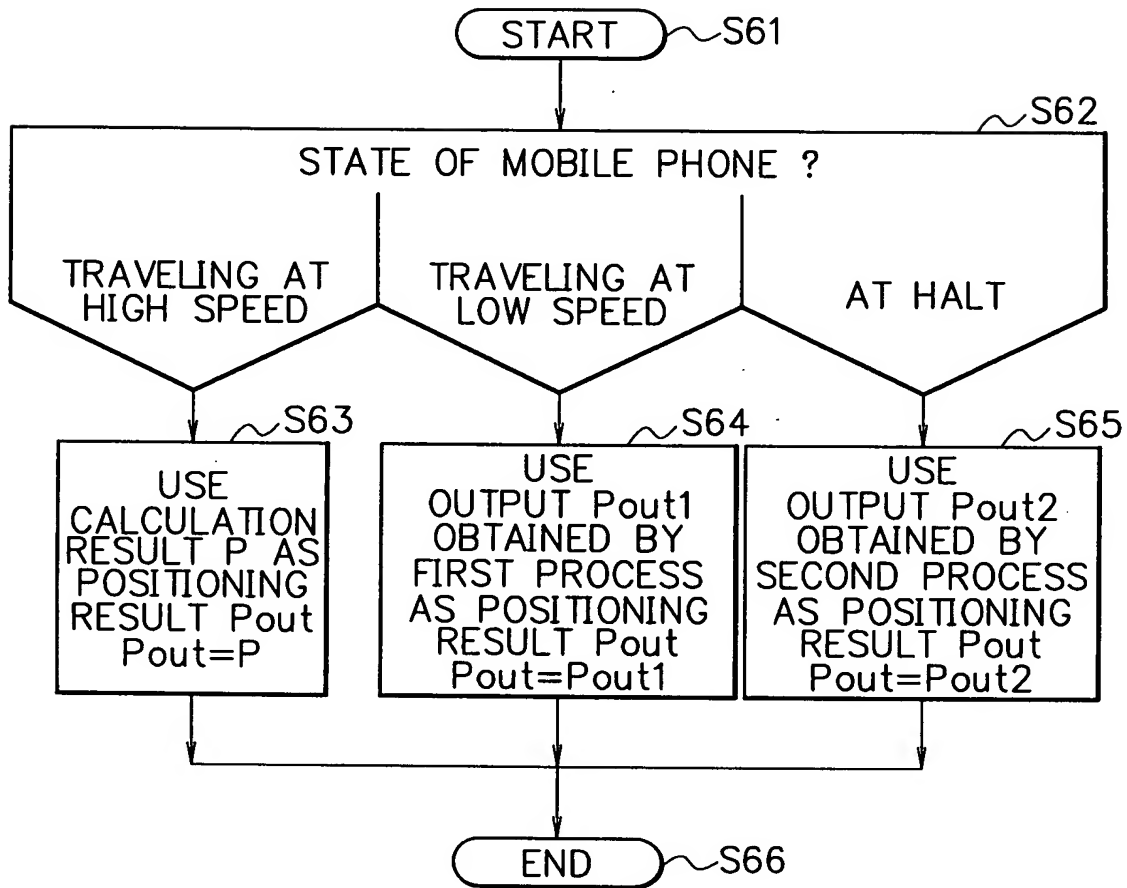 START
S61
S62
STATE OF MOBILE PHONE ?
TRAVELING AT
HIGH SPEED
TRAVELING AT
LOW SPEED
AT HALT
S63
USE
CALCULATION
RESULT P AS
POSITIONING
RESULT Pout
Pout=P
S64
USE
OUTPUT Pout1
OBTAINED BY
FIRST PROCESS
AS POSITIONING
RESULT Pout
Pout=Pout1
S65
USE
OUTPUT Pout2
OBTAINED BY
SECOND PROCESS
AS POSITIONING
RESULT Pout
Pout=Pout2
END
S66